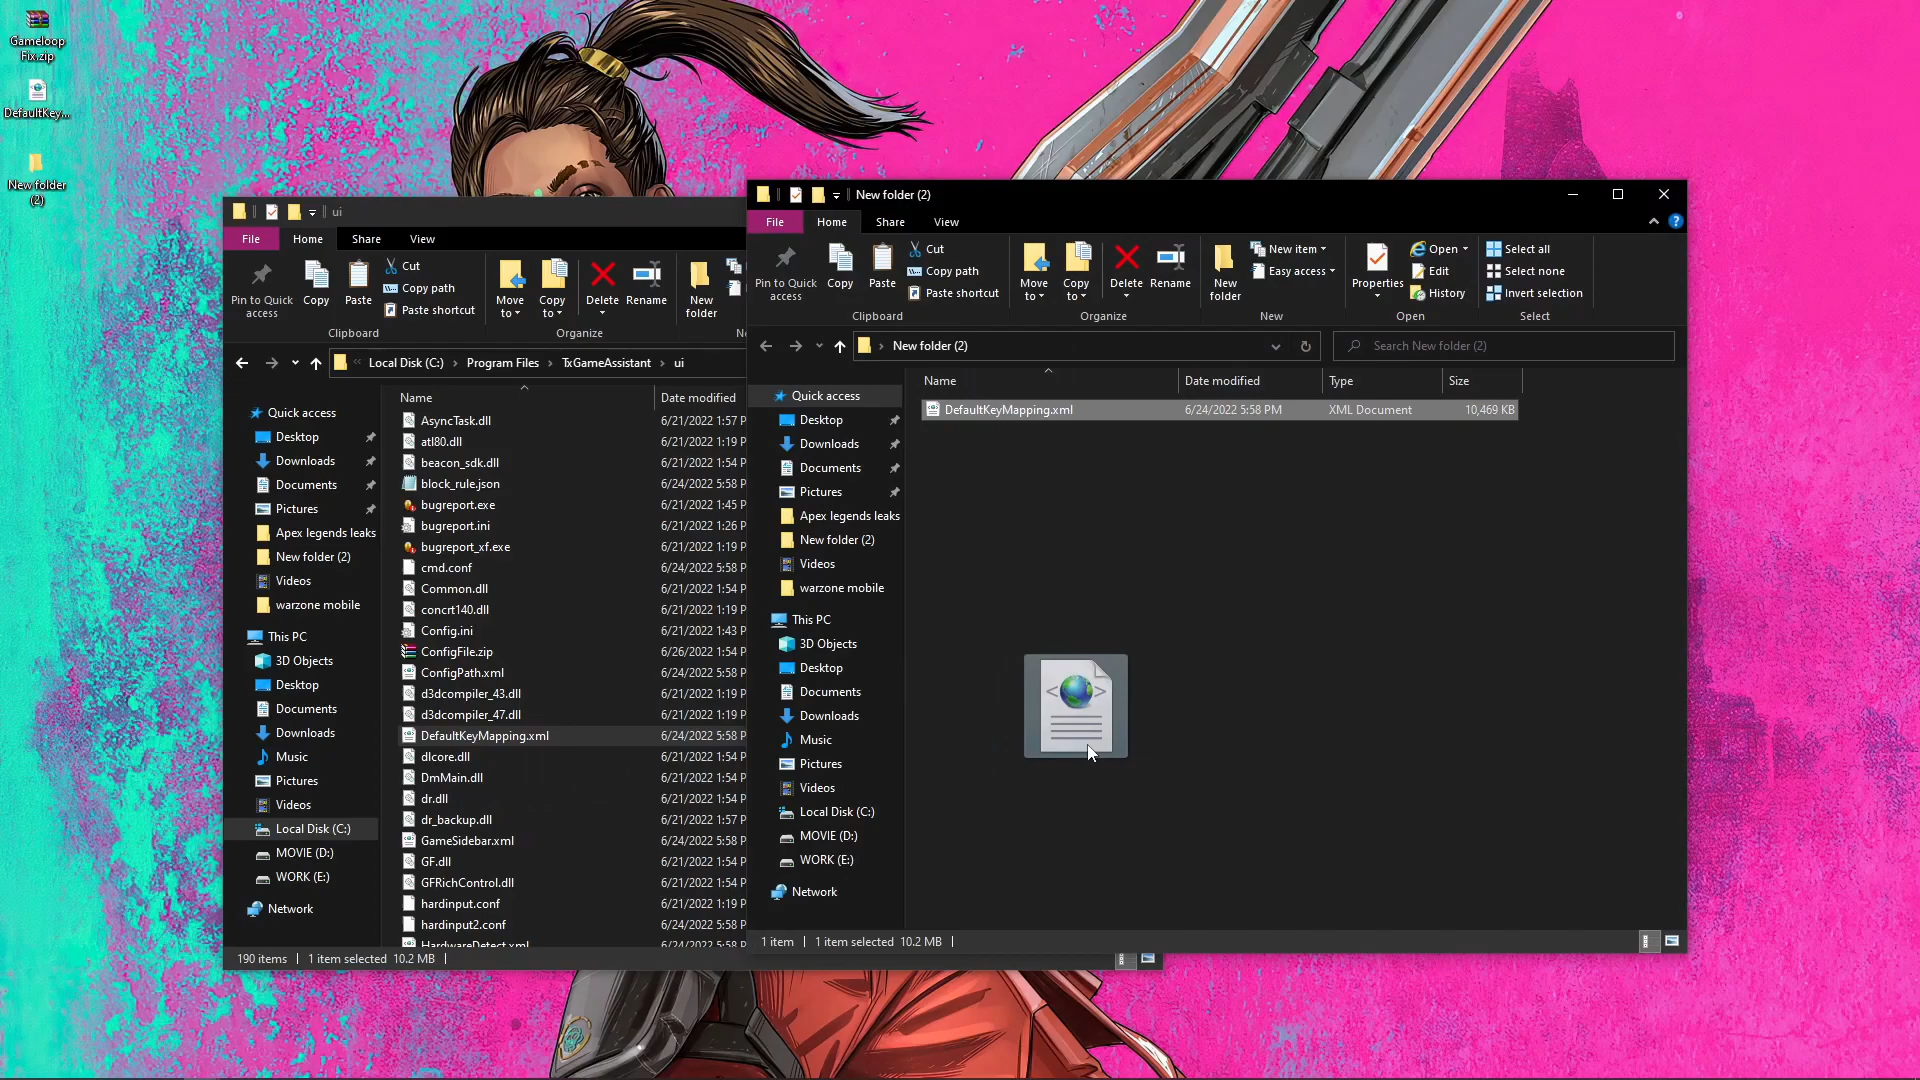 Gameloop
Fix.zip
DefaultKey...
New folder
(2)
ui
File
Home
Share
View
Pin to Quick
access
Copy
Paste
Cut
Copy path
Paste shortcut
Clipboard
Move
to
Copy
to
Delete
Rename
Organize
New
folder
Local Disk (C:)
Program Files
TxGameAssistant
ui
Quick access
Desktop
Downloads
Documents
Pictures
Apex legends leaks
New folder (2)
Videos
warzone mobile
This PC
3D Objects
Desktop
Documents
Downloads
Music
Pictures
Videos
Local Disk (C:)
MOVIE (D:)
WORK (E:)
Network
Name Date modified
AsyncTask.dll 6/21/2022 1:57 P
atl80.dll 6/21/2022 1:19 P
beacon_sdk.dll 6/21/2022 1:54 P
block_rule.json 6/24/2022 5:58 P
bugreport.exe 6/21/2022 1:45 P
bugreport.ini 6/21/2022 1:26 P
bugreport_xf.exe 6/21/2022 1:19 P
cmd.conf 6/24/2022 5:58 P
Common.dll 6/21/2022 1:54 P
concrt140.dll 6/21/2022 1:19 P
Config.ini 6/21/2022 1:43 P
ConfigFile.zip 6/26/2022 1:54 P
ConfigPath.xml 6/24/2022 5:58 P
d3dcompiler_43.dll 6/21/2022 1:19 P
d3dcompiler_47.dll 6/21/2022 1:19 P
DefaultKeyMapping.xml 6/24/2022 5:58 P
dlcore.dll 6/21/2022 1:54 P
DmMain.dll 6/21/2022 1:54 P
dr.dll 6/21/2022 1:54 P
dr_backup.dll 6/21/2022 1:57 P
GameSidebar.xml 6/24/2022 5:58 P
GF.dll 6/21/2022 1:54 P
GFRichControl.dll 6/21/2022 1:54 P
hardinput.conf 6/21/2022 1:19 P
hardinput2.conf 6/24/2022 5:58 P
HardwareDetect.xml 6/24/2022 5:58 P
190 items 1 item selected 10.2 MB
New folder (2)
File
Home
Share
View
Pin to Quick
access
Copy
Paste
Cut
Copy path
Paste shortcut
Clipboard
Move
to
Copy
to
Delete
Rename
Organize
New
folder
New item
Easy access
New
Properties
Open
Edit
History
Open
Select all
Select none
Invert selection
Select
New folder (2)
Search New folder (2)
Quick access
Desktop
Downloads
Documents
Pictures
Apex legends leaks
New folder (2)
Videos
warzone mobile
This PC
3D Objects
Desktop
Documents
Downloads
Music
Pictures
Videos
Local Disk (C:)
MOVIE (D:)
WORK (E:)
Network
Name Date modified Type Size
DefaultKeyMapping.xml 6/24/2022 5:58 PM XML Document 10,469 KB
1 item 1 item selected 10.2 MB